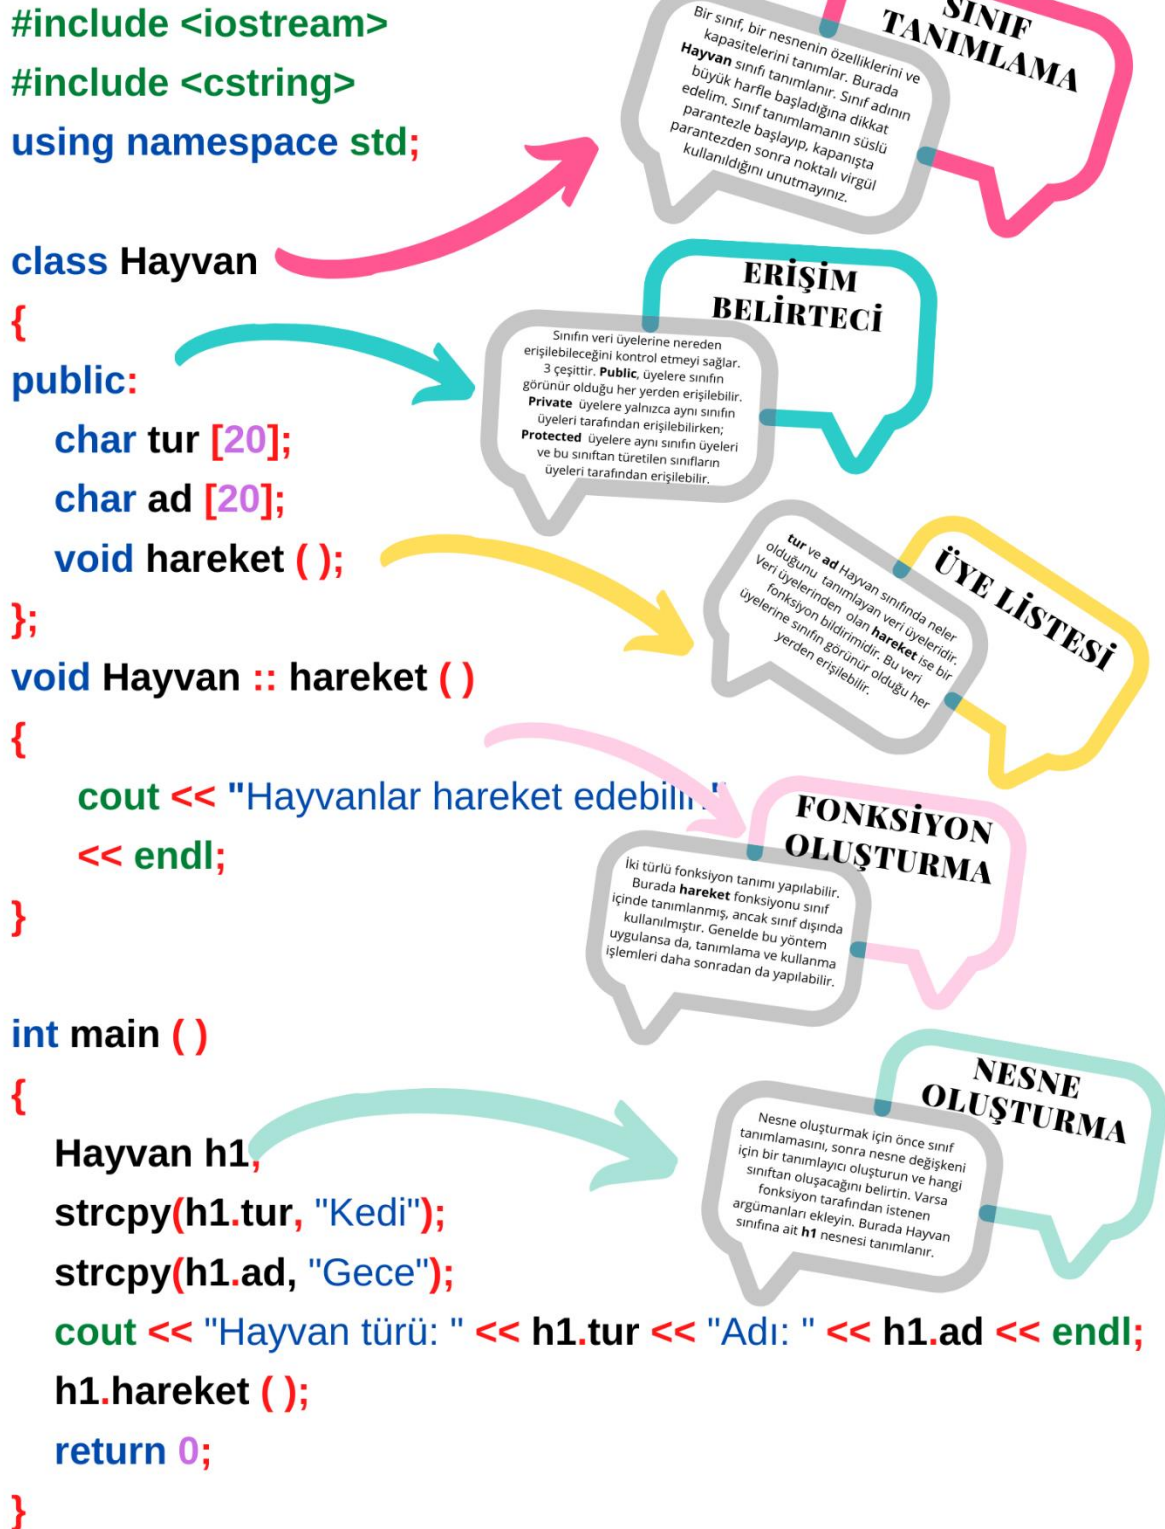 #include <iostream>
#include <cstring>
using namespace std;
class Hayvan
{
public:
char tur [20];
char ad [20];
void hareket ( );
};
void Hayvan :: hareket ( )
{
cout << "Hayvanlar hareket edebilir."
<< endl;
}
int main ( )
{
Hayvan h1;
strcpy(h1.tur, "Kedi");
strcpy(h1.ad, "Gece");
cout << "Hayvan türü: " << h1.tur << "Adı: " << h1.ad << endl;
h1.hareket ( );
return 0;
}
SINIF
TANIMLAMA
Bir sınıf, bir nesnenin özelliklerini ve
kapasitelerini tanımlar. Burada
Hayvan sınıfı tanımlanır. Sınıf adının
büyük harfle başladığına dikkat
edelim. Sınıf tanımlamanın süslü
parantezle başlayıp, kapanışta
parantezden sonra noktalı virgül
kullanıldığını unutmayınız.
ERİŞİM
BELİRTECİ
Sınıfın veri üyelerine nereden
erişilebileceğini kontrol etmeyi sağlar.
3 çeşittir. Public, üyelere sınıfın
görünür olduğu her yerden erişilebilir.
Private üyelere yalnızca aynı sınıfın
üyeleri tarafından erişilebilirken;
Protected üyelere aynı sınıfın üyeleri
ve bu sınıftan türetilen sınıfların
üyeleri tarafından erişilebilir.
ÜYE LİSTESİ
tur ve ad Hayvan sınıfında neler
olduğunu tanımlayan veri üyeleridir.
Veri üyelerinden olan hareket ise bir
fonksiyon bildirimidir. Bu veri
üyelerine sınıfın görünür olduğu her
yerden erişilebilir.
FONKSİYON
OLUŞTURMA
İki türlü fonksiyon tanımı yapılabilir.
Burada hareket fonksiyonu sınıf
içinde tanımlanmış, ancak sınıf dışında
kullanılmıştır. Genelde bu yöntem
uygulansa da, tanımlama ve kullanma
işlemleri daha sonradan da yapılabilir.
NESNE
OLUŞTURMA
Nesne oluşturmak için önce sınıf
tanımlamasını, sonra nesne değişkeni
için bir tanımlayıcı oluşturun ve hangi
sınıftan oluşacağını belirtin. Varsa
fonksiyon tarafından istenen
argümanları ekleyin. Burada Hayvan
sınıfına ait h1 nesnesi tanımlanır.